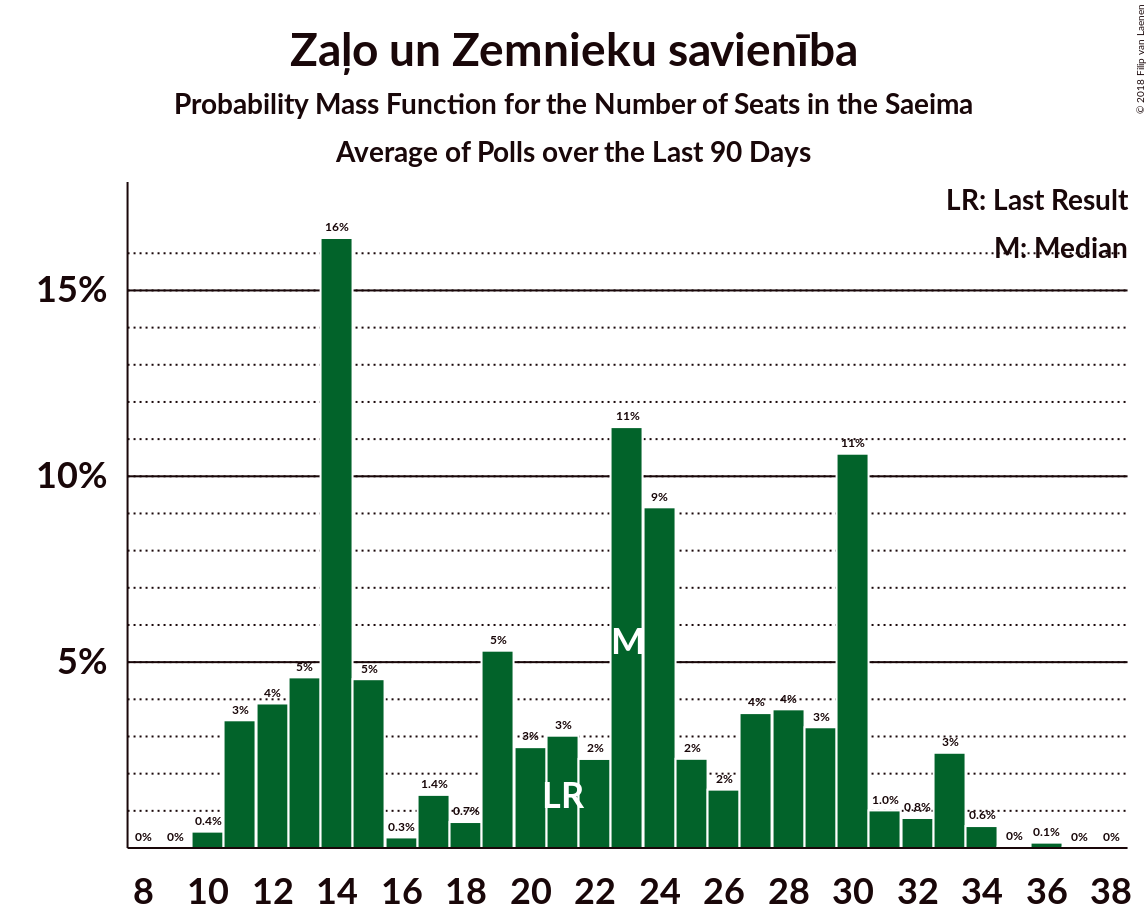 Zaļo un Zemnieku savienība
Probability Mass Function for the Number of Seats in the Saeima
Average of Polls over the Last 90 Days
© 2018 Filip van Laenen
LR: Last Result
M: Median
15%
10%
5%
0% 0% 0.4% 3% 4% 5% 16% 5% 0.3% 1.4% 0.7% 5% 3% 3% 2% 11% 9% 2% 2% 4% 4% 3% 11% 1.0% 0.8% 3% 0.6% 0% 0.1% 0% 0%
M
LR
8 10 12 14 16 18 20 22 24 26 28 30 32 34 36 38